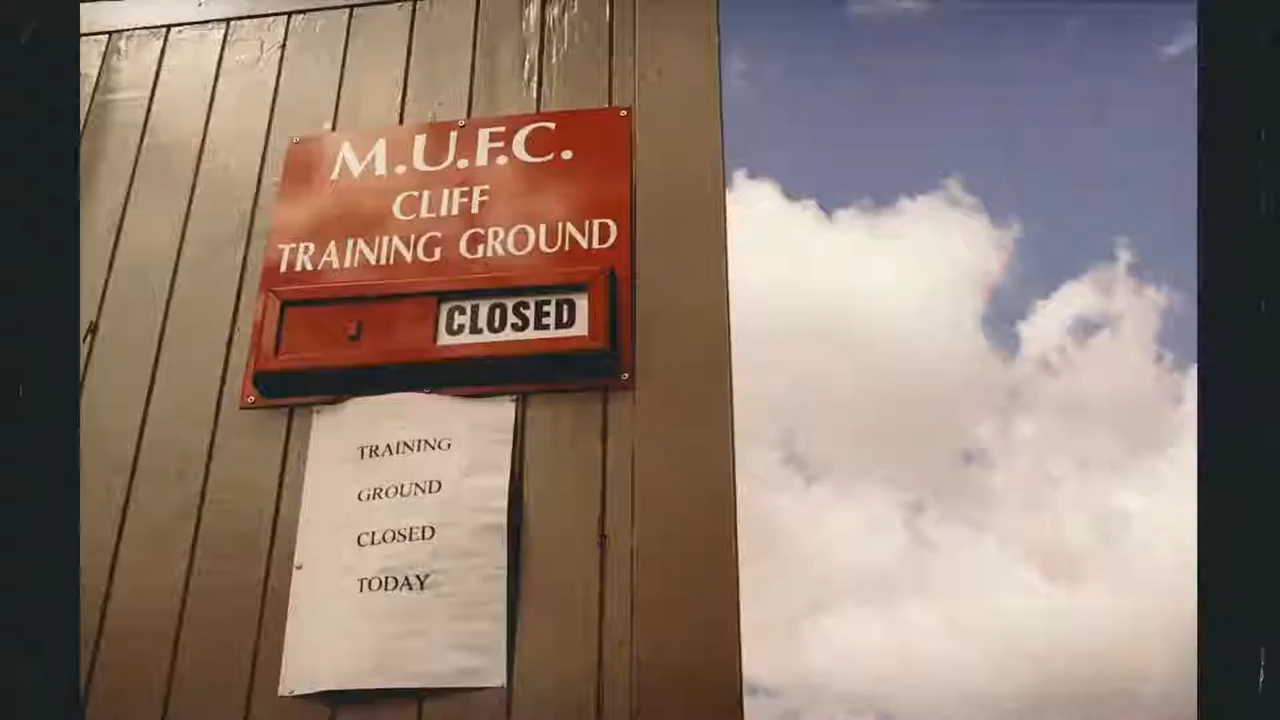 M.U.F.C.
CLIFF
TRAINING GROUND
CLOSED
TRAINING
GROUND
CLOSED
TODAY